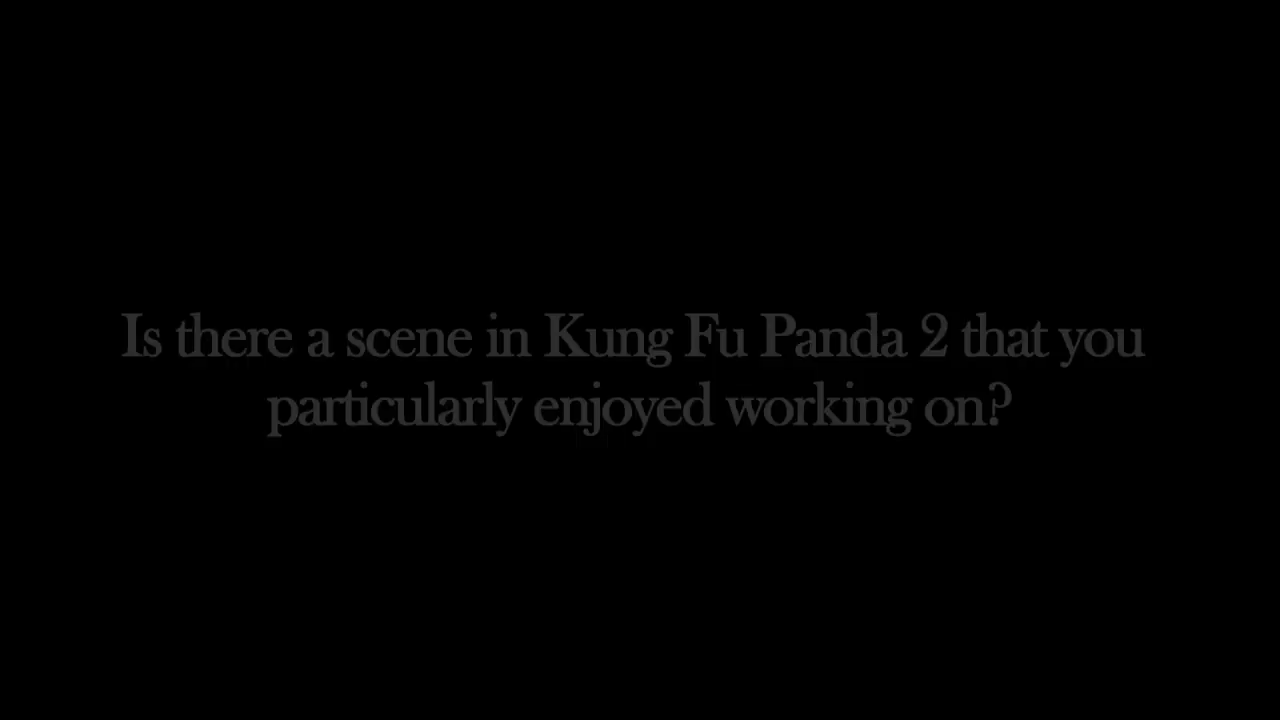 Is there a scene in Kung Fu Panda 2 that you
particularly enjoyed working on?